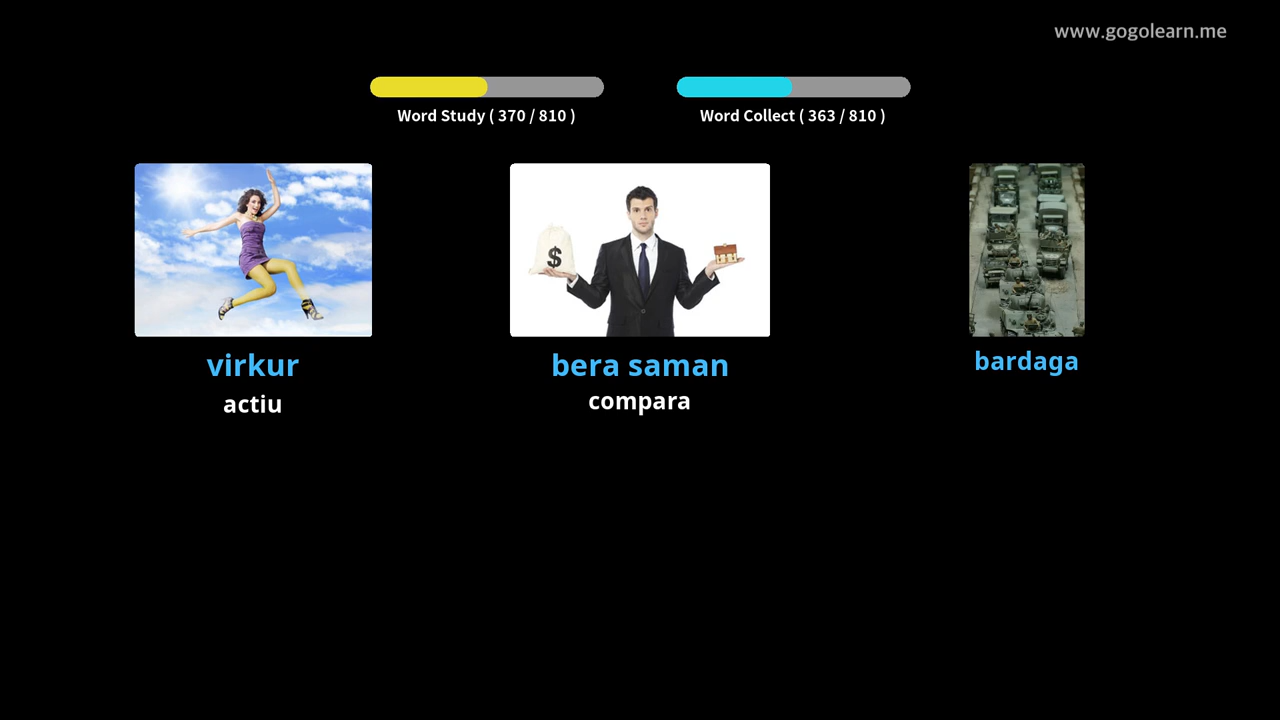 www.gogolearn.me
Word Study ( 370 / 810 )
Word Collect ( 363 / 810 )
$
virkur
actiu
bera saman
compara
bardaga